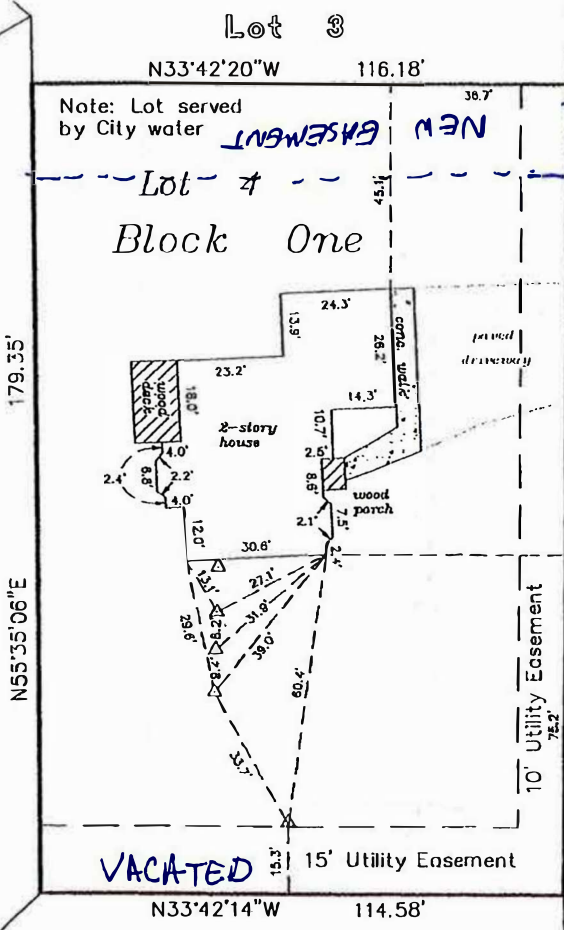 Lot 3
N33°42'20"W 116.18'
38.7'
Note: Lot served
by City water
NEW EASEMENT
Lot 4
45.1'
Block One
24.3'
13.9'
26.2'
conc. walk
paved
driveway
179.35'
23.2'
wood
deck
18.0'
14.3'
10.7'
2-story
house
4.0'
2.5'
2.4'
6.8'
2.2'
8.6'
4.0'
wood
porch
2.1'
7.5'
12.0'
30.6'
2.4'
13.1'
27.1'
29.6'
9.2'
31.9'
39.0'
8.4'
60.4'
N55°35'06"E
10' Utility Easement
75.2'
33.7'
VACATED
15.3'
15' Utility Easement
N33°42'14"W 114.58'